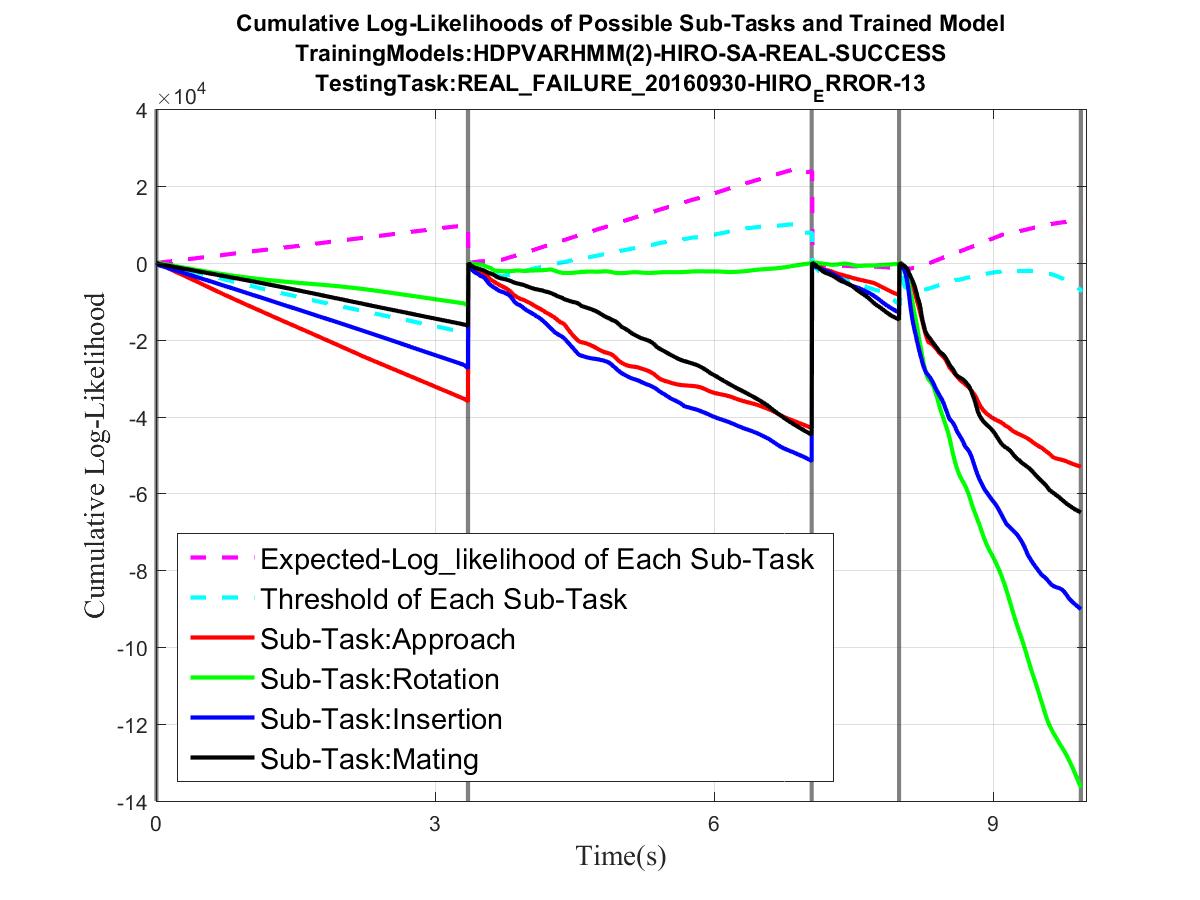 Cumulative Log-Likelihoods of Possible Sub-Tasks and Trained Model
TrainingModels:HDPVARHMM(2)-HIRO-SA-REAL-SUCCESS
TestingTask:REAL_FAILURE_20160930-HIRO_ERROR-13
×10^4
4
2
0
-2
-4
-6
-8
-10
-12
-14
Cumulative Log-Likelihood
Expected-Log_likelihood of Each Sub-Task
Threshold of Each Sub-Task
Sub-Task:Approach
Sub-Task:Rotation
Sub-Task:Insertion
Sub-Task:Mating
0 3 6 9
Time(s)